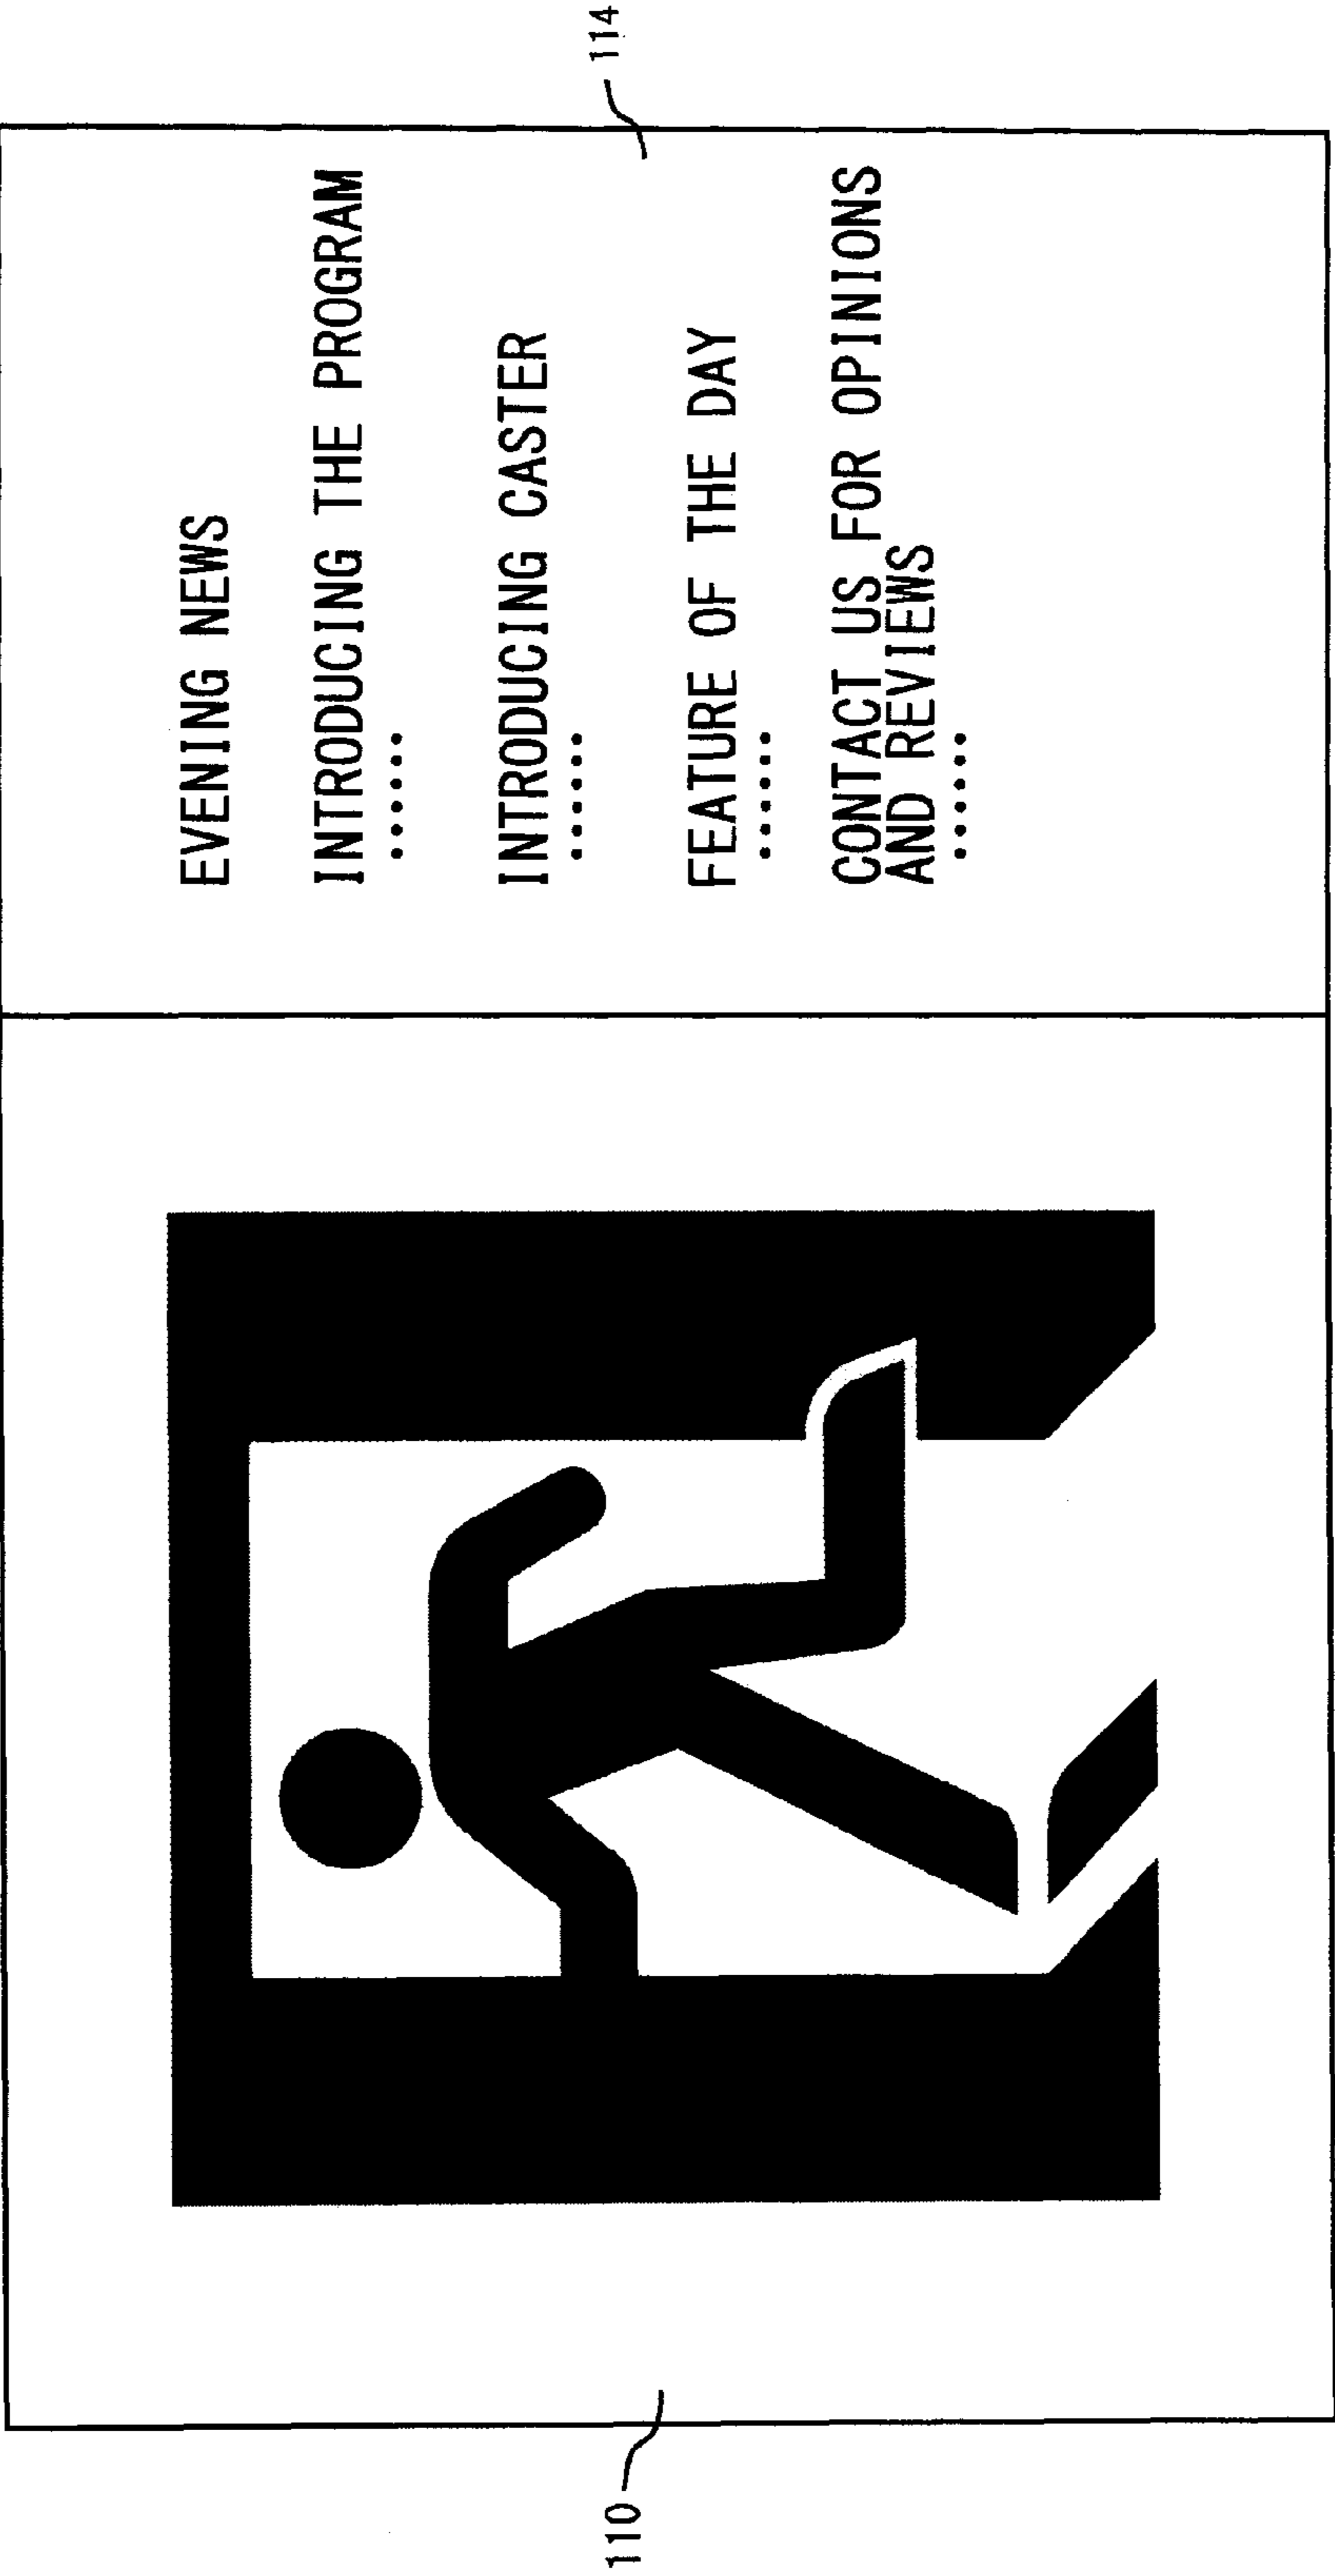 110
114
EVENING NEWS
INTRODUCING THE PROGRAM
••••••
INTRODUCING CASTER
••••••
FEATURE OF THE DAY
••••••
CONTACT US FOR OPINIONS
AND REVIEWS
••••••